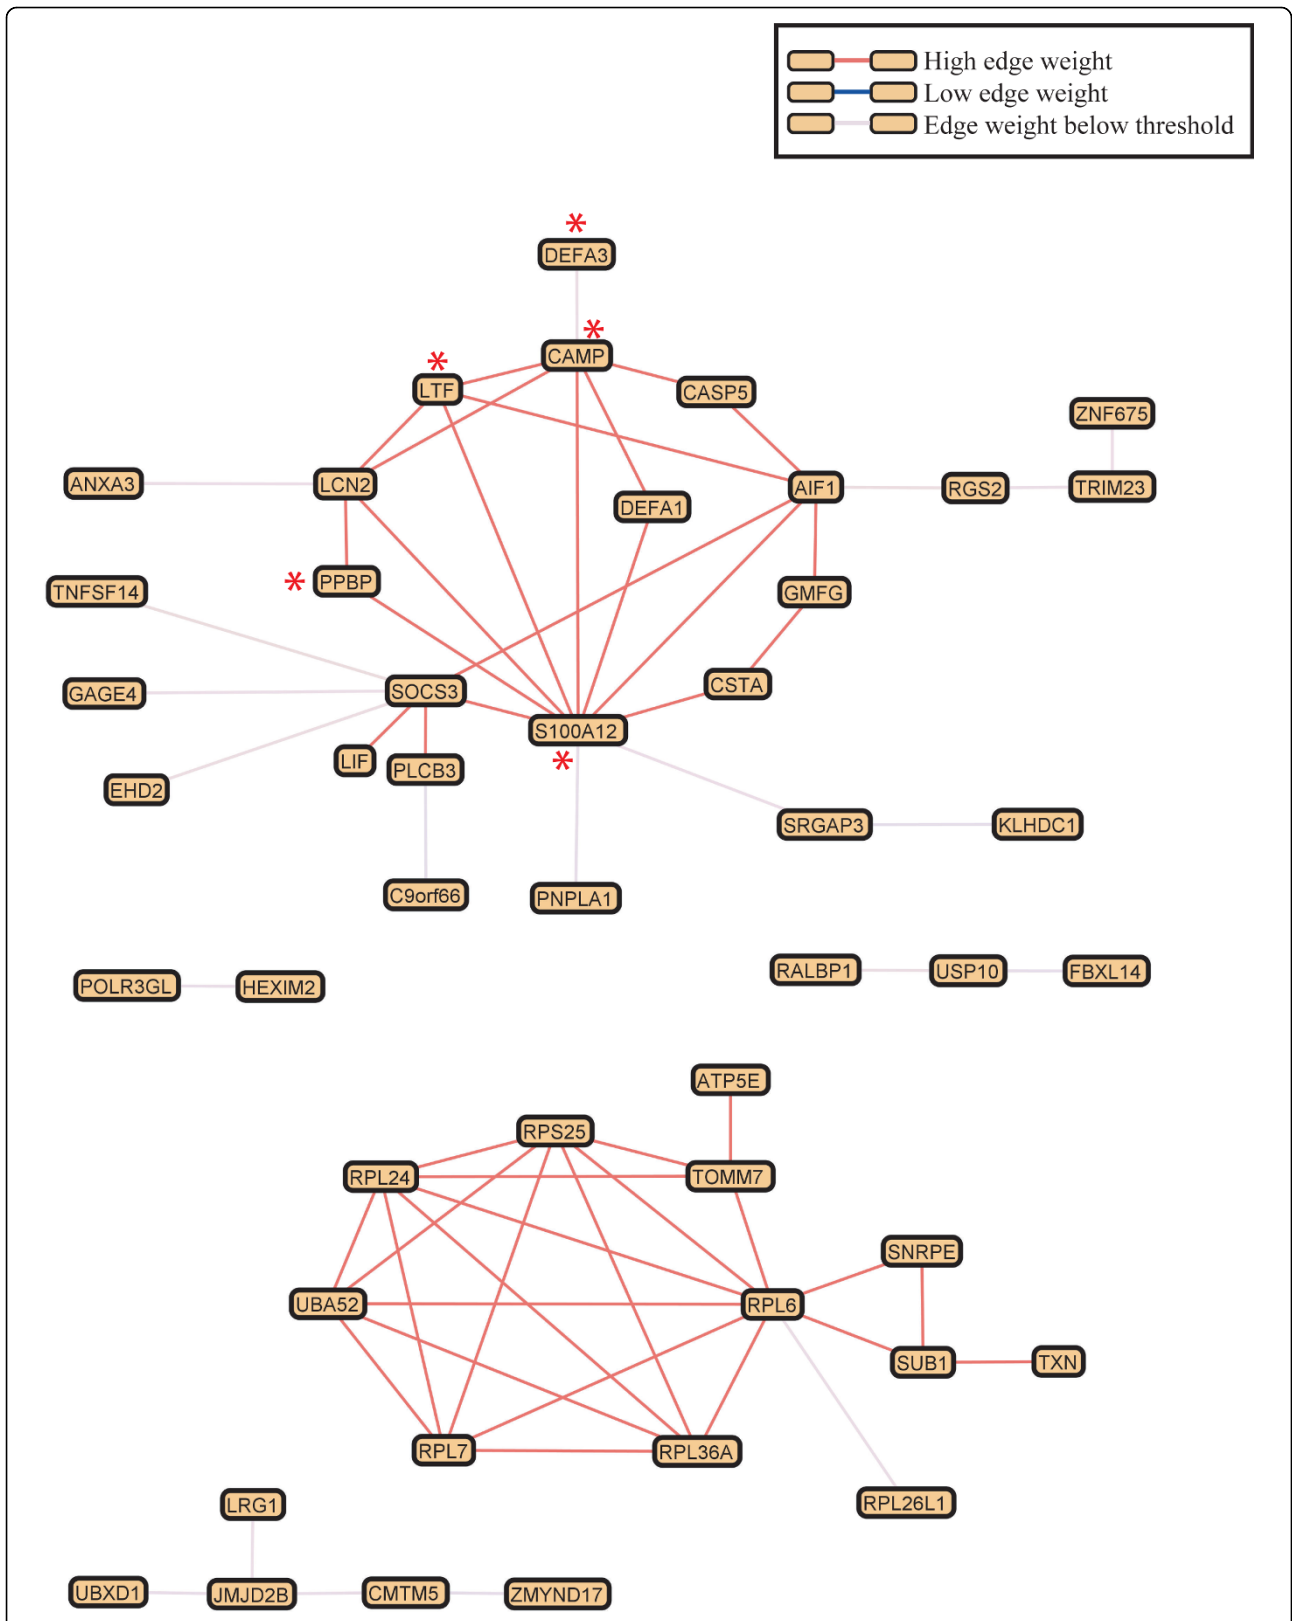 High edge weight
Low edge weight
Edge weight below threshold
*
DEFA3
*
CAMP
*
LTF
CASP5
ZNF675
ANXA3
LCN2
AIF1
RGS2
TRIM23
DEFA1
* PPBP
TNFSF14
GMFG
GAGE4
SOCS3
CSTA
S100A12
*
LIF
PLCB3
EHD2
SRGAP3
KLHDC1
C9orf66
PNPLA1
POLR3GL
HEXIM2
RALBP1
USP10
FBXL14
ATP5E
RPS25
RPL24
TOMM7
SNRPE
UBA52
RPL6
SUB1
TXN
RPL7
RPL36A
RPL26L1
LRG1
UBXD1
JMJD2B
CMTM5
ZMYND17